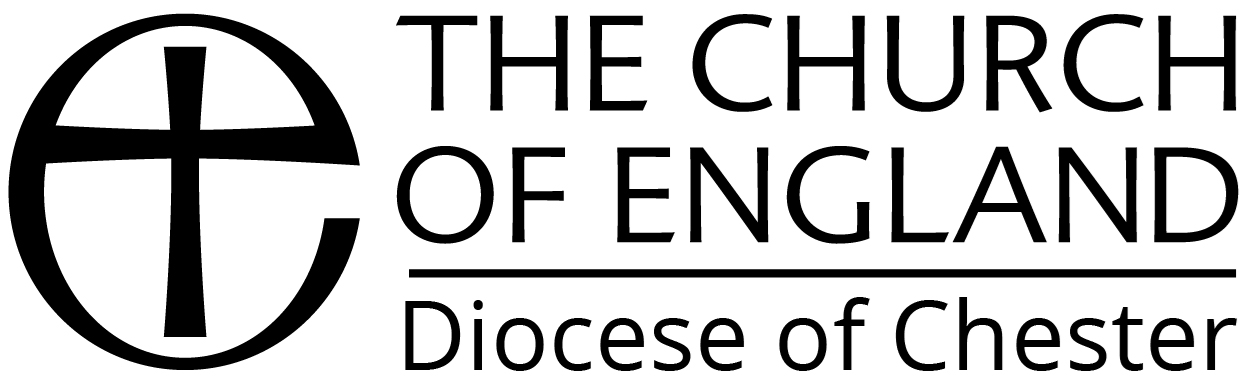 THE CHURCH
OF ENGLAND
Diocese of Chester